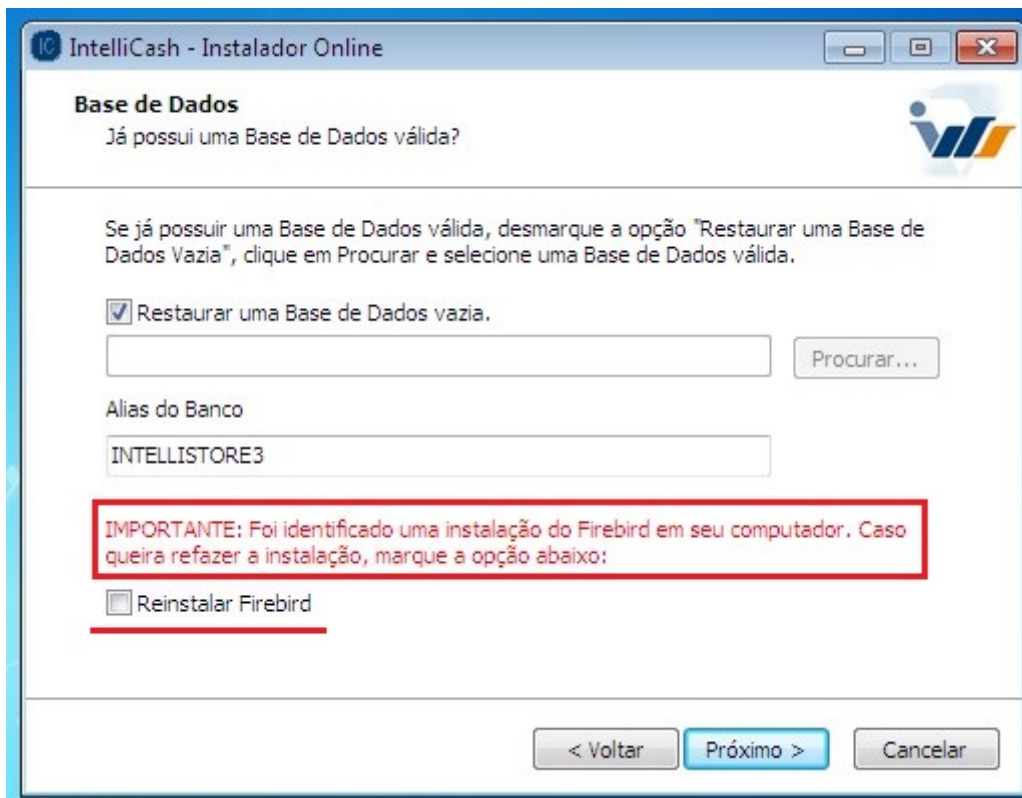 IntelliCash - Instalador Online
Base de Dados
Já possui uma Base de Dados válida?
Se já possuir uma Base de Dados válida, desmarque a opção "Restaurar uma Base de
Dados Vazia", clique em Procurar e selecione uma Base de Dados válida.
Restaurar uma Base de Dados vazia.
Procurar...
Alias do Banco
INTELLISTORE3
IMPORTANTE: Foi identificado uma instalação do Firebird em seu computador. Caso
queira refazer a instalação, marque a opção abaixo:
Reinstalar Firebird
< Voltar Próximo > Cancelar